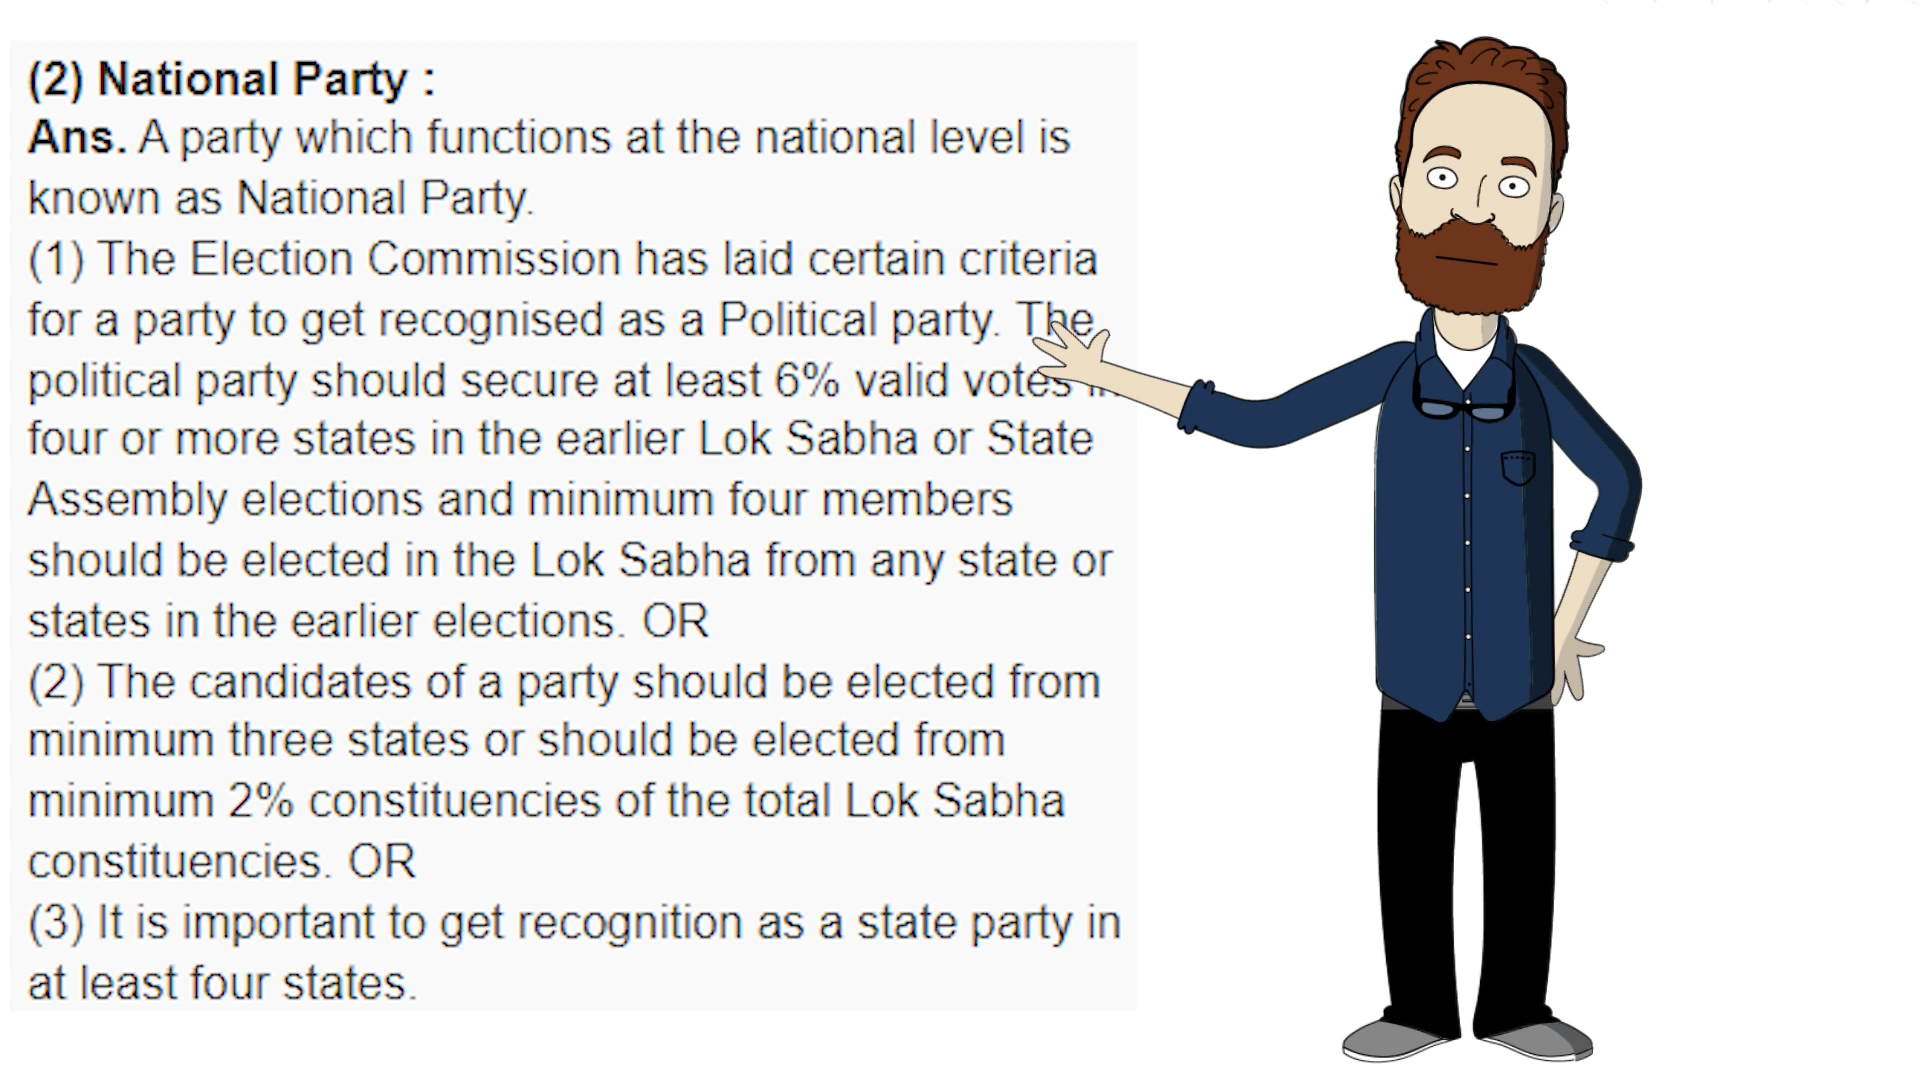 (2) National Party :
Ans. A party which functions at the national level is
known as National Party.
(1) The Election Commission has laid certain criteria
for a party to get recognised as a Political party. The
political party should secure at least 6% valid votes in
four or more states in the earlier Lok Sabha or State
Assembly elections and minimum four members
should be elected in the Lok Sabha from any state or
states in the earlier elections. OR
(2) The candidates of a party should be elected from
minimum three states or should be elected from
minimum 2% constituencies of the total Lok Sabha
constituencies. OR
(3) It is important to get recognition as a state party in
at least four states.